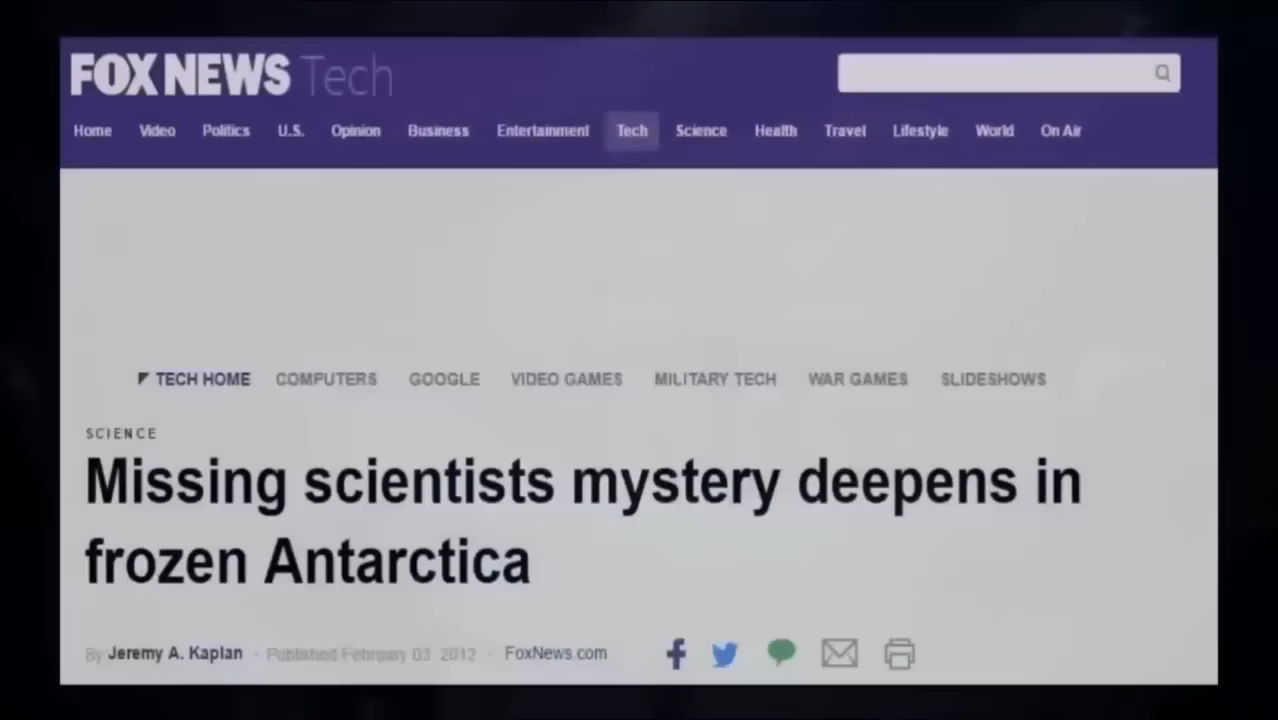 FOX NEWS Tech
Home Video Politics U.S. Opinion Business Entertainment Tech Science Health Travel Lifestyle World On Air
TECH HOME COMPUTERS GOOGLE VIDEO GAMES MILITARY TECH WAR GAMES SLIDESHOWS
SCIENCE
Missing scientists mystery deepens in
frozen Antarctica
By Jeremy A. Kaplan · Published February 03, 2012 · FoxNews.com